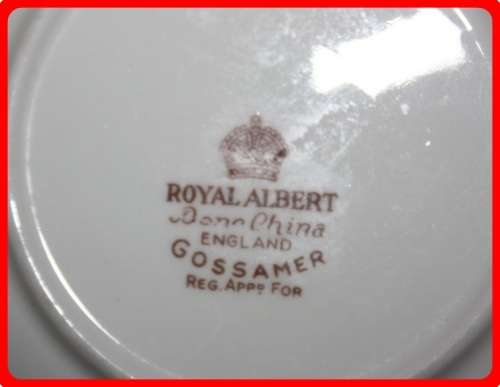 ROYAL ALBERT
Bone China
ENGLAND
GOSSAMER
REG. APPD FOR